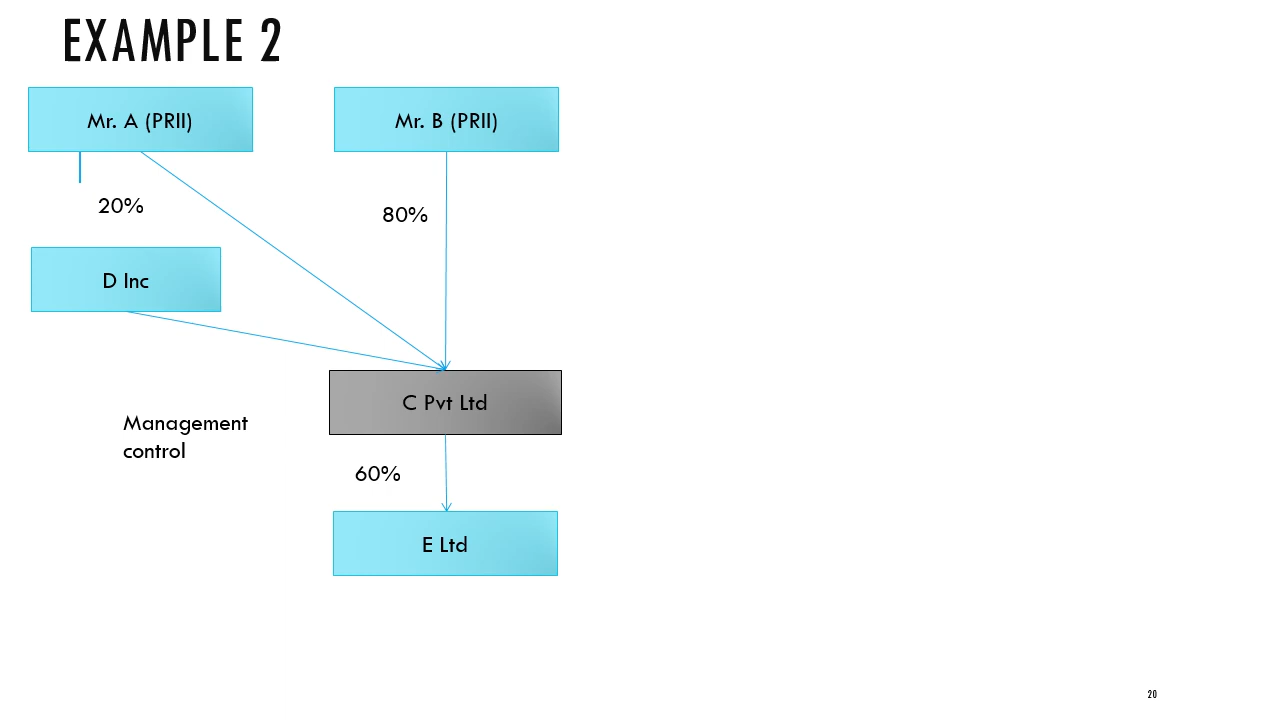 EXAMPLE 2
Mr. A (PRII)
Mr. B (PRII)
20%
80%
D Inc
C Pvt Ltd
Management
control
60%
E Ltd
20